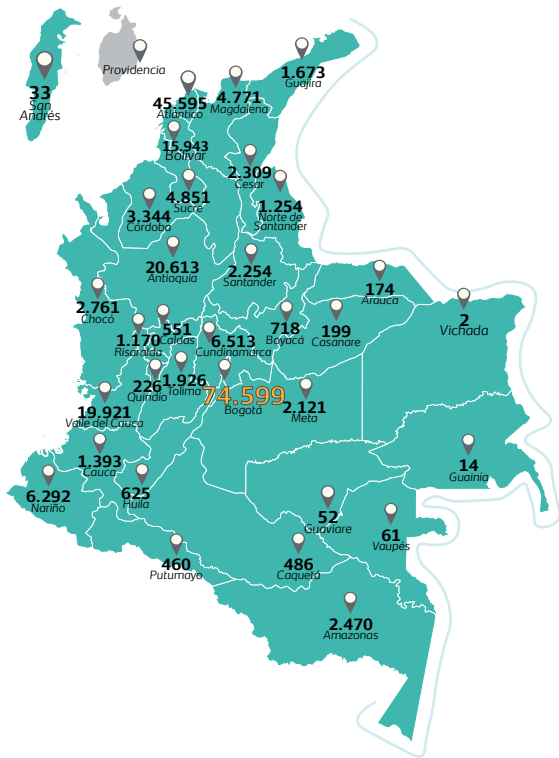 33
San
Andrés
Providencia
1.673
Guajira
4.771
Magdalena
45.595
Atlántico
15.943
Bolívar
2.309
Cesar
1.254
Norte de
Santander
4.851
Sucre
3.344
Córdoba
20.613
Antioquia
2.254
Santander
174
Arauca
2
Vichada
2.761
Chocó
551
Caldas
1.170
Risaralda
6.513
Cundinamarca
718
Boyacá
199
Casanare
226
Quindío
1.926
Tolima
74.599
Bogotá
2.121
Meta
19.921
Valle del Cauca
1.393
Cauca
14
Guainía
6.292
Nariño
625
Huila
52
Guaviare
61
Vaupés
460
Putumayo
486
Caquetá
2.470
Amazonas